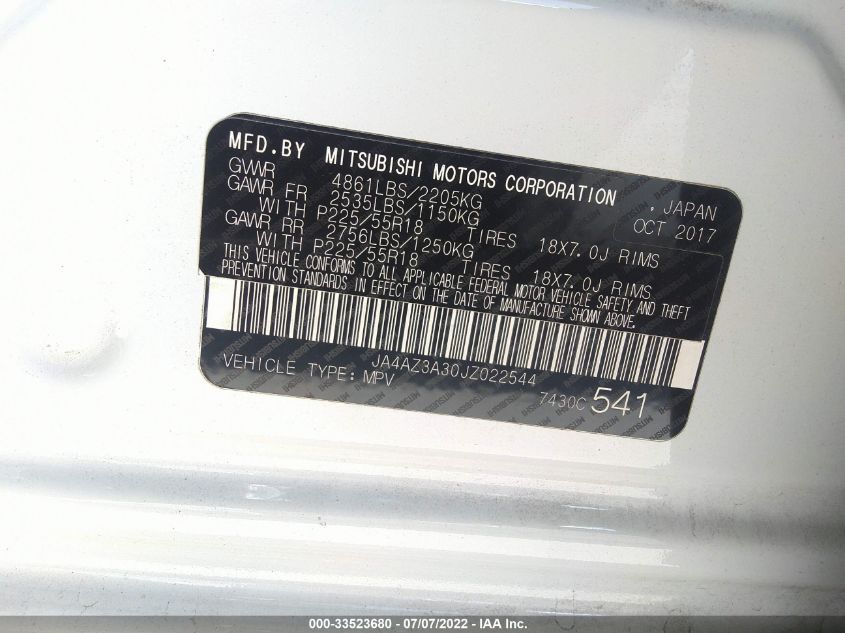 MFD.BY MITSUBISHI MOTORS CORPORATION
GVWR 4861LBS/2205KG , JAPAN
GAWR FR 2535LBS/1150KG OCT 2017
WITH P225/55R18 TIRES 18X7.0J RIMS
GAWR RR 2756LBS/1250KG
WITH P225/55R18 TIRES 18X7.0J RIMS
THIS VEHICLE CONFORMS TO ALL APPLICABLE FEDERAL MOTOR VEHICLE SAFETY AND THEFT
PREVENTION STANDARDS IN EFFECT ON THE DATE OF MANUFACTURE SHOWN ABOVE.
JA4AZ3A30JZ022544
VEHICLE TYPE:MPV 7430C 541
000-33523680 - 07/07/2022 - IAA Inc.